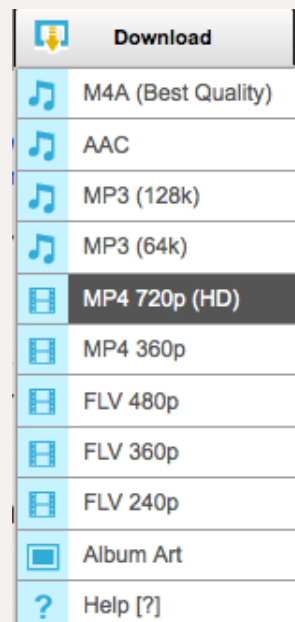 Download
M4A (Best Quality)
AAC
MP3 (128k)
MP3 (64k)
MP4 720p (HD)
MP4 360p
FLV 480p
FLV 360p
FLV 240p
Album Art
? Help [?]